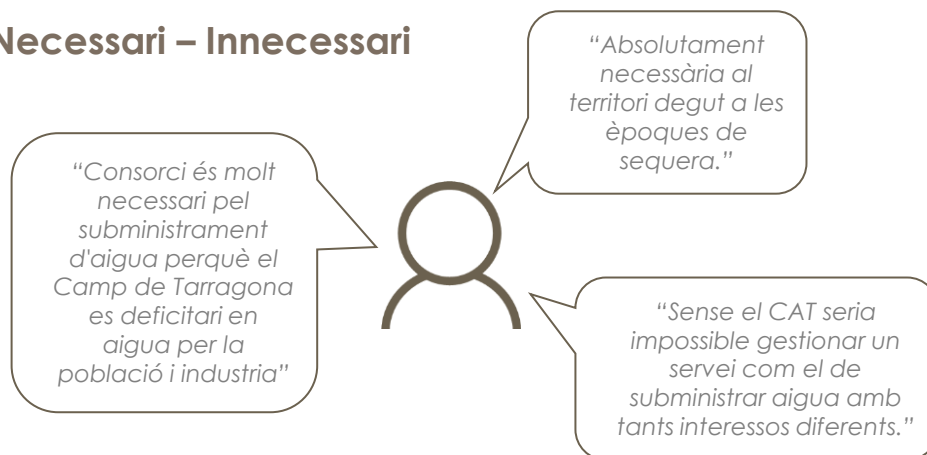 Necessari – Innecessari
“Absolutament
necessària al
territori degut a les
èpoques de
sequera.”
“Consorci és molt
necessari pel
subministrament
d'aigua perquè el
Camp de Tarragona
es deficitari en
aigua per la
població i industria”
“Sense el CAT seria
impossible gestionar un
servei com el de
subministrar aigua amb
tants interessos diferents.”